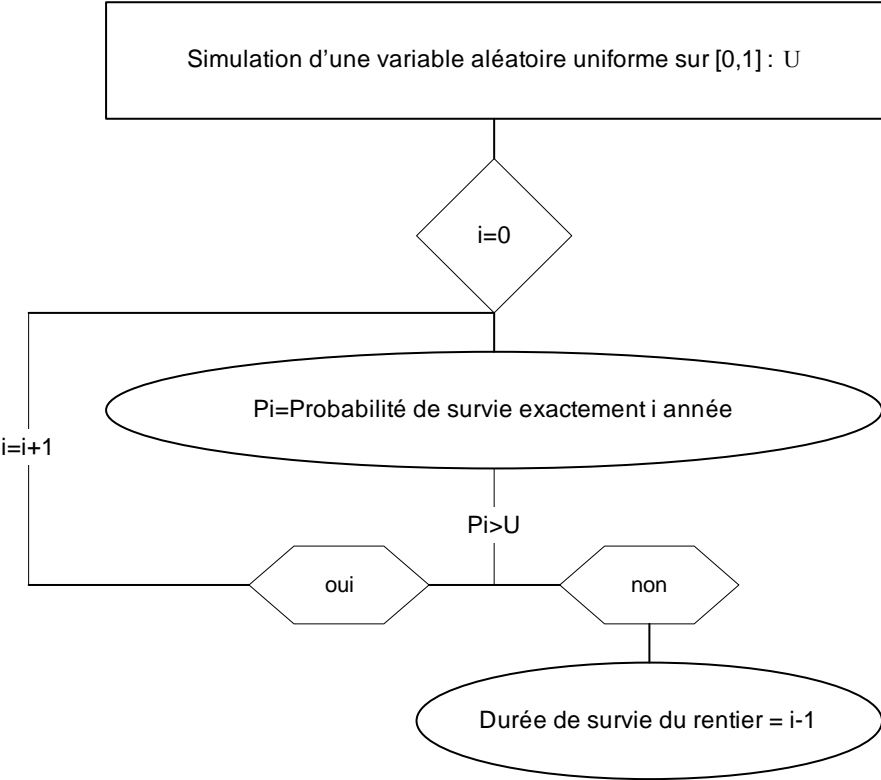 Simulation d’une variable aléatoire uniforme sur [0,1] : U
i=0
Pi=Probabilité de survie exactement i année
i=i+1
Pi>U
oui
non
Durée de survie du rentier = i-1